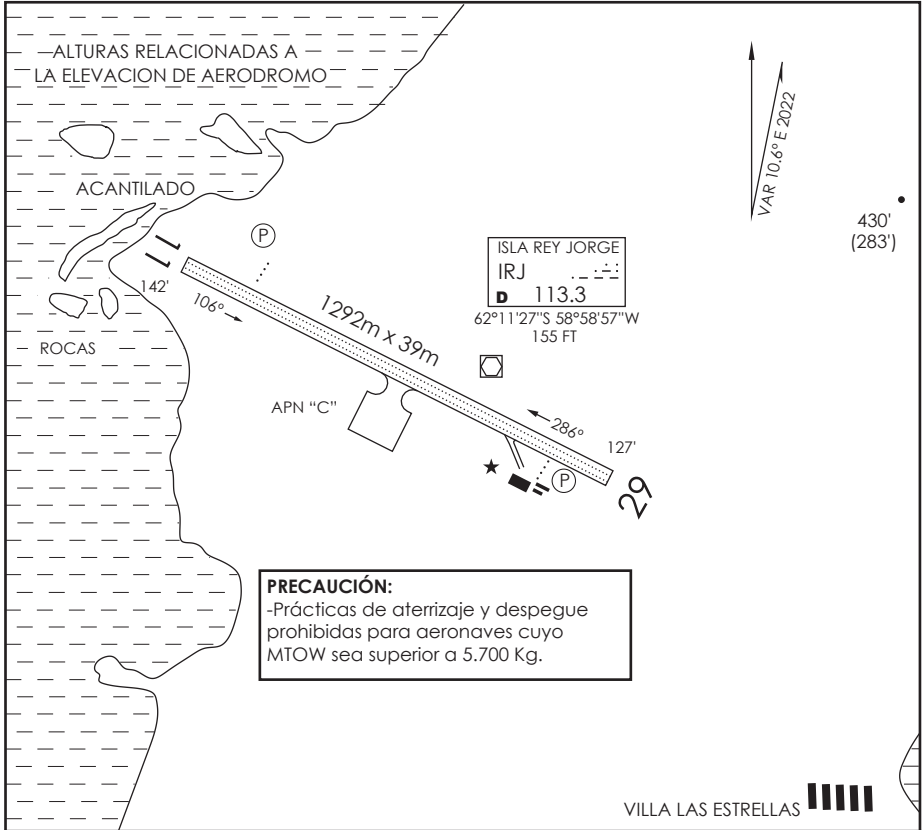 ALTURAS RELACIONADAS A
LA ELEVACION DE AERODROMO
VAR 10.6° E 2022
ACANTILADO
430'
(283')
P
11
ISLA REY JORGE
IRJ
D 113.3
62°11'27"S 58°58'57"W
155 FT
142'
106°
1292m x 39m
ROCAS
APN "C"
286°
127'
P
29
PRECAUCIÓN:
-Prácticas de aterrizaje y despegue
prohibidas para aeronaves cuyo
MTOW sea superior a 5.700 Kg.
VILLA LAS ESTRELLAS